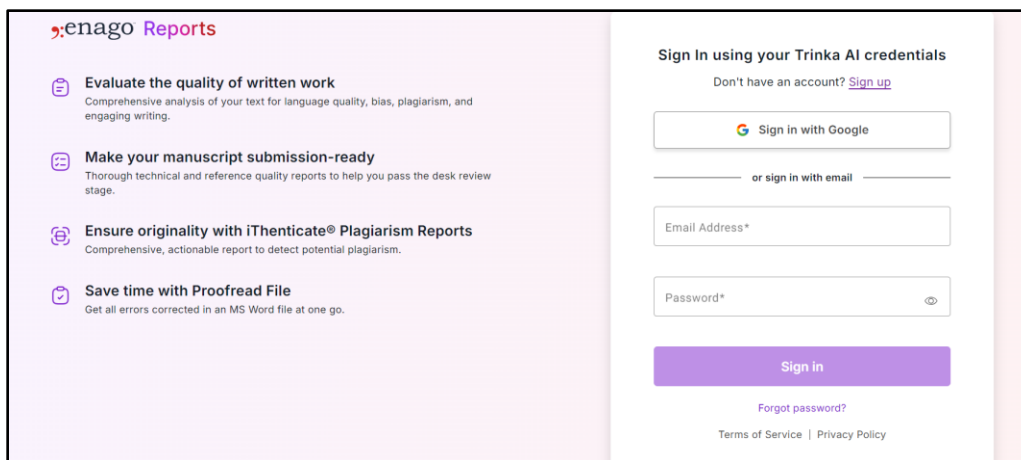 enago Reports
Evaluate the quality of written work
Comprehensive analysis of your text for language quality, bias, plagiarism, and
engaging writing.
Make your manuscript submission-ready
Thorough technical and reference quality reports to help you pass the desk review
stage.
Ensure originality with iThenticate® Plagiarism Reports
Comprehensive, actionable report to detect potential plagiarism.
Save time with Proofread File
Get all errors corrected in an MS Word file at one go.
Sign In using your Trinka AI credentials
Don't have an account? Sign up
Sign in with Google
or sign in with email
Email Address*
Password*
Sign in
Forgot password?
Terms of Service | Privacy Policy